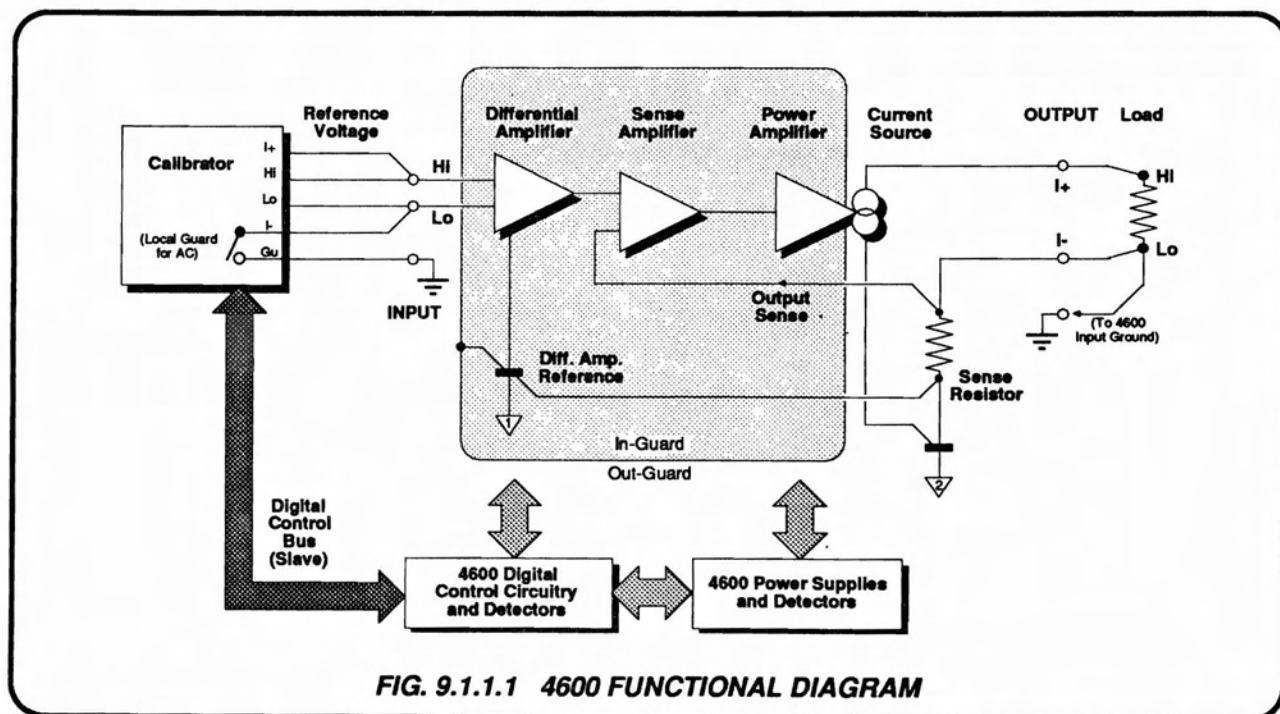 Calibrator
I+
Hi
Lo
I-
Gu
(Local Guard
for AC)
Reference
Voltage
Hi
Lo
INPUT
Differential
Amplifier
Sense
Amplifier
Power
Amplifier
Current
Source
OUTPUT
Load
I+
I-
Hi
Lo
(To 4600
Input Ground)
Output
Sense
Sense
Resistor
Diff. Amp.
Reference
1
2
In-Guard
Out-Guard
Digital
Control
Bus
(Slave)
4600 Digital
Control Circuitry
and Detectors
4600 Power Supplies
and Detectors
FIG. 9.1.1.1 4600 FUNCTIONAL DIAGRAM